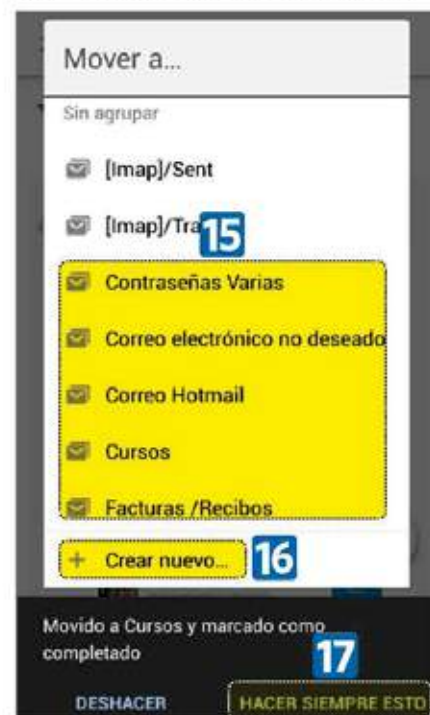 Mover a...
Sin agrupar
[Imap]/Sent
[Imap]/Tra
15
Contraseñas Varias
Correo electrónico no deseado
Correo Hotmail
Cursos
Facturas /Recibos
+ Crear nuevo... 16
Movido a Cursos y marcado como
completado
17
DESHACER HACER SIEMPRE ESTO